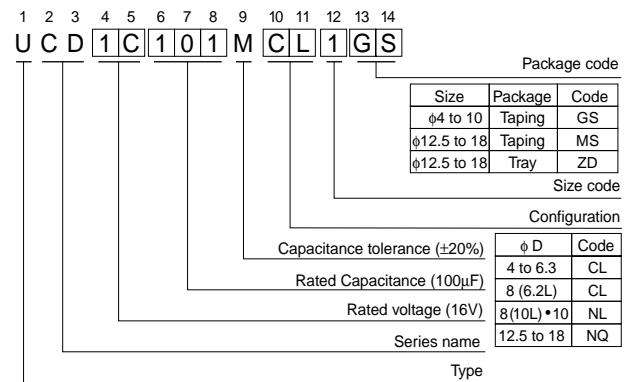 1 2 3 4 5 6 7 8 9 10 11 12 13 14
U C D 1 C 1 0 1 M C L 1 G S
Package code
Size Package Code
φ4 to 10 Taping GS
φ12.5 to 18 Taping MS
φ12.5 to 18 Tray ZD
Size code
Configuration
φ D Code
4 to 6.3 CL
8 (6.2L) CL
8(10L)•10 NL
12.5 to 18 NQ
Capacitance tolerance (±20%)
Rated Capacitance (100μF)
Rated voltage (16V)
Series name
Type